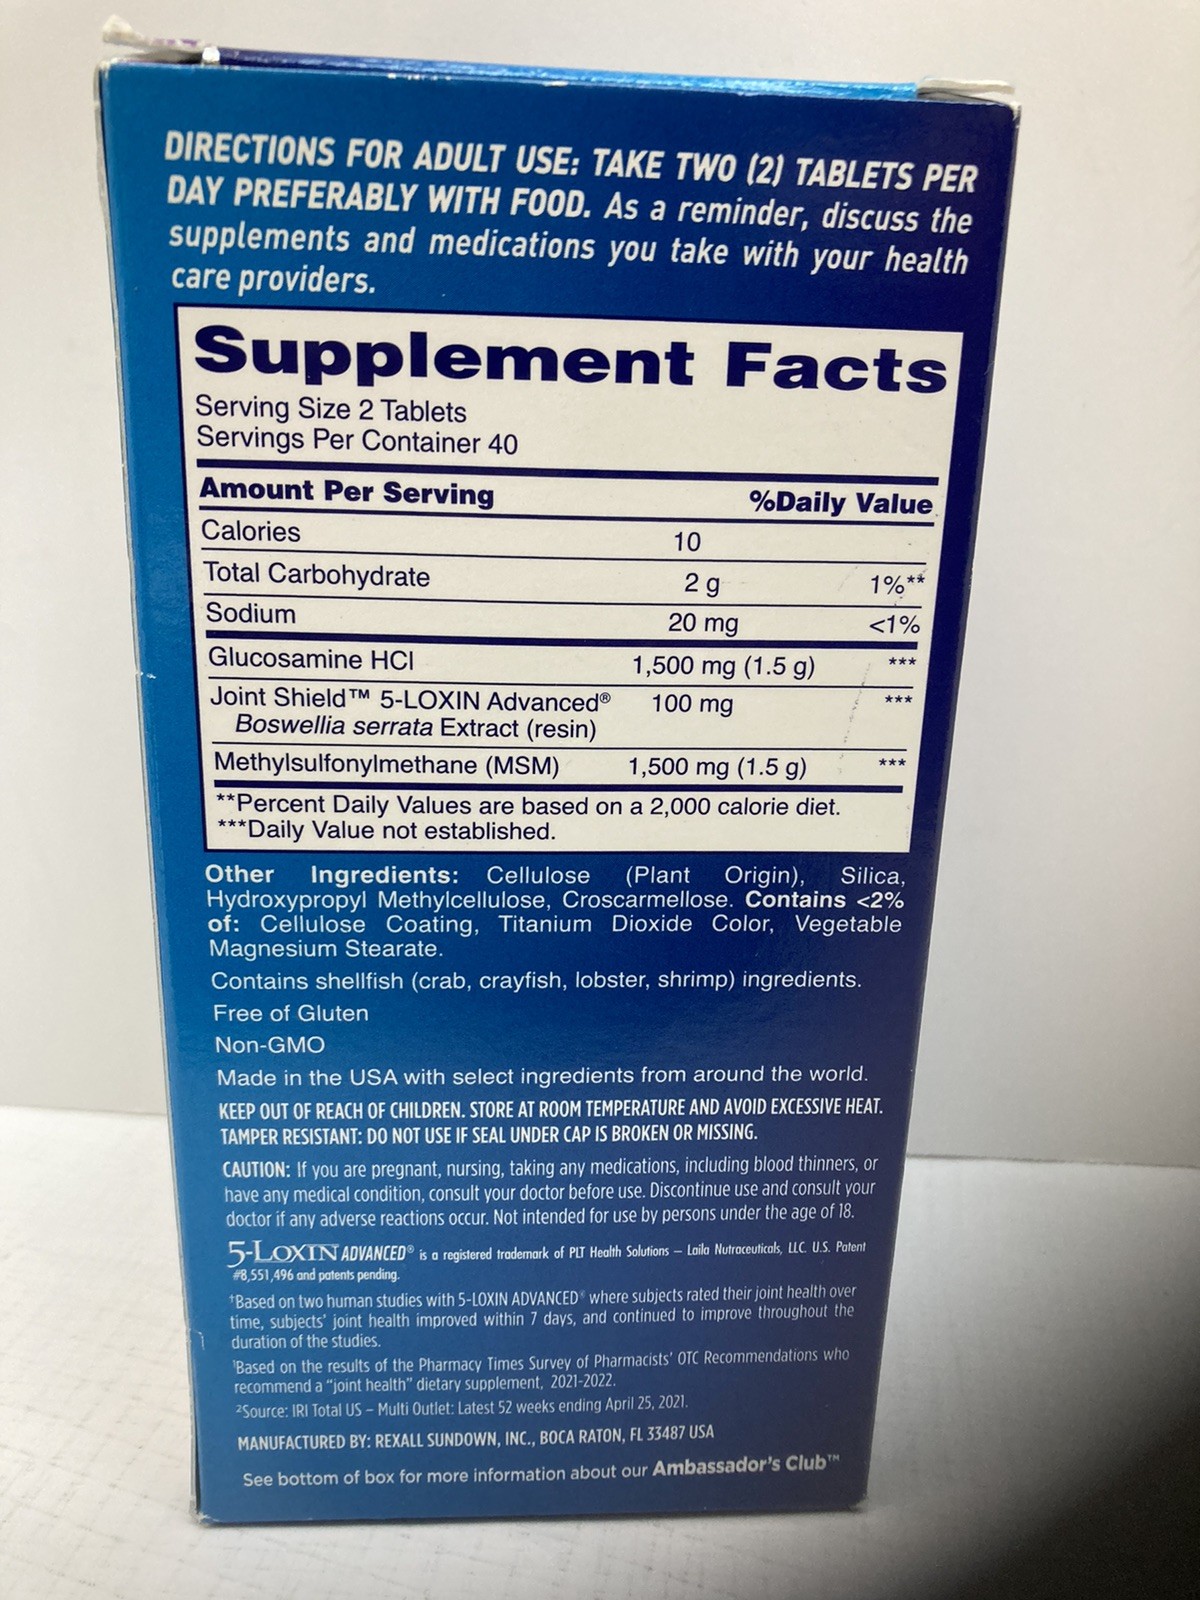 DIRECTIONS FOR ADULT USE: TAKE TWO (2) TABLETS PER
DAY PREFERABLY WITH FOOD. As a reminder, discuss the
supplements and medications you take with your health
care providers.
Supplement Facts
Serving Size 2 Tablets
Servings Per Container 40
Amount Per Serving %Daily Value
Calories 10
Total Carbohydrate 2 g 1%**
Sodium 20 mg <1%
Glucosamine HCl 1,500 mg (1.5 g) ***
Joint Shield™ 5-LOXIN Advanced® 100 mg ***
Boswellia serrata Extract (resin)
Methylsulfonylmethane (MSM) 1,500 mg (1.5 g) ***
**Percent Daily Values are based on a 2,000 calorie diet.
***Daily Value not established.
Other Ingredients: Cellulose (Plant Origin), Silica,
Hydroxypropyl Methylcellulose, Croscarmellose. Contains <2%
of: Cellulose Coating, Titanium Dioxide Color, Vegetable
Magnesium Stearate.
Contains shellfish (crab, crayfish, lobster, shrimp) ingredients.
Free of Gluten
Non-GMO
Made in the USA with select ingredients from around the world.
KEEP OUT OF REACH OF CHILDREN. STORE AT ROOM TEMPERATURE AND AVOID EXCESSIVE HEAT.
TAMPER RESISTANT: DO NOT USE IF SEAL UNDER CAP IS BROKEN OR MISSING.
CAUTION: If you are pregnant, nursing, taking any medications, including blood thinners, or
have any medical condition, consult your doctor before use. Discontinue use and consult your
doctor if any adverse reactions occur. Not intended for use by persons under the age of 18.
5-LOXIN ADVANCED® is a registered trademark of PLT Health Solutions – Laila Nutraceuticals, LLC. U.S. Patent
#8,551,496 and patents pending.
†Based on two human studies with 5-LOXIN ADVANCED® where subjects rated their joint health over
time, subjects' joint health improved within 7 days, and continued to improve throughout the
duration of the studies.
¹Based on the results of the Pharmacy Times Survey of Pharmacists' OTC Recommendations who
recommend a "joint health" dietary supplement, 2021-2022.
²Source: IRI Total US – Multi Outlet: Latest 52 weeks ending April 25, 2021.
MANUFACTURED BY: REXALL SUNDOWN, INC., BOCA RATON, FL 33487 USA
See bottom of box for more information about our Ambassador's Club™